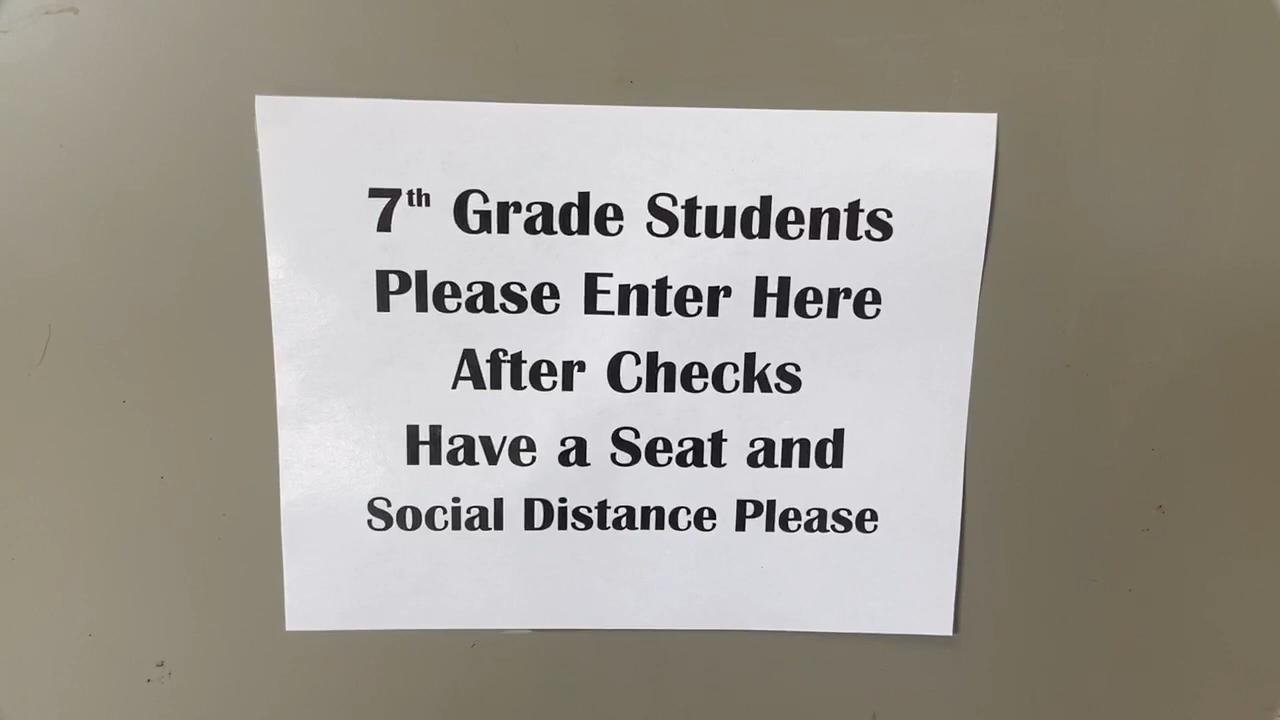 7th Grade Students
Please Enter Here
After Checks
Have a Seat and
Social Distance Please